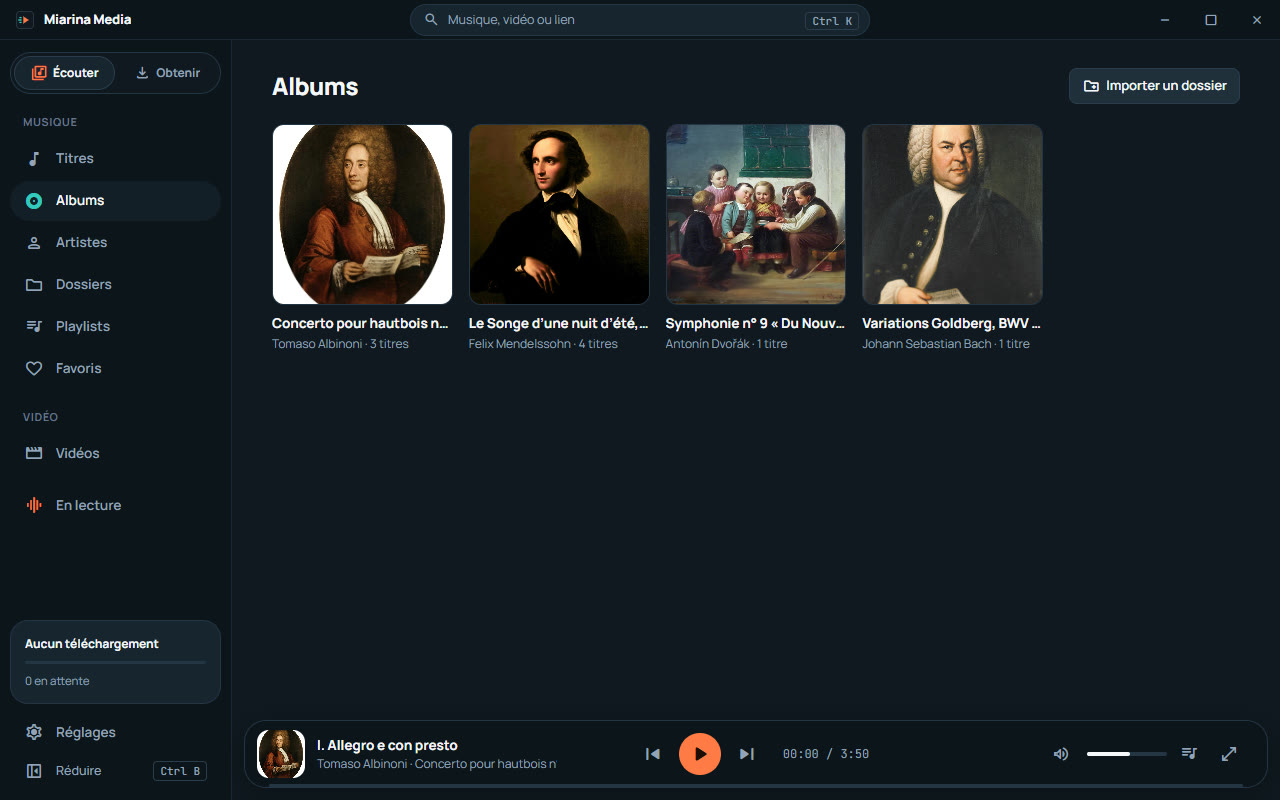 Miarina Media
Musique, vidéo ou lien
Ctrl K
Écouter
Obtenir
MUSIQUE
Titres
Albums
Artistes
Dossiers
Playlists
Favoris
VIDÉO
Vidéos
En lecture
Aucun téléchargement
0 en attente
Réglages
Réduire
Ctrl B
Albums
Importer un dossier
Concerto pour hautbois n...
Tomaso Albinoni · 3 titres
Le Songe d’une nuit d’été,...
Felix Mendelssohn · 4 titres
Symphonie n° 9 « Du Nouv...
Antonín Dvořák · 1 titre
Variations Goldberg, BWV ...
Johann Sebastian Bach · 1 titre
I. Allegro e con presto
Tomaso Albinoni · Concerto pour hautbois n
00:00 / 3:50